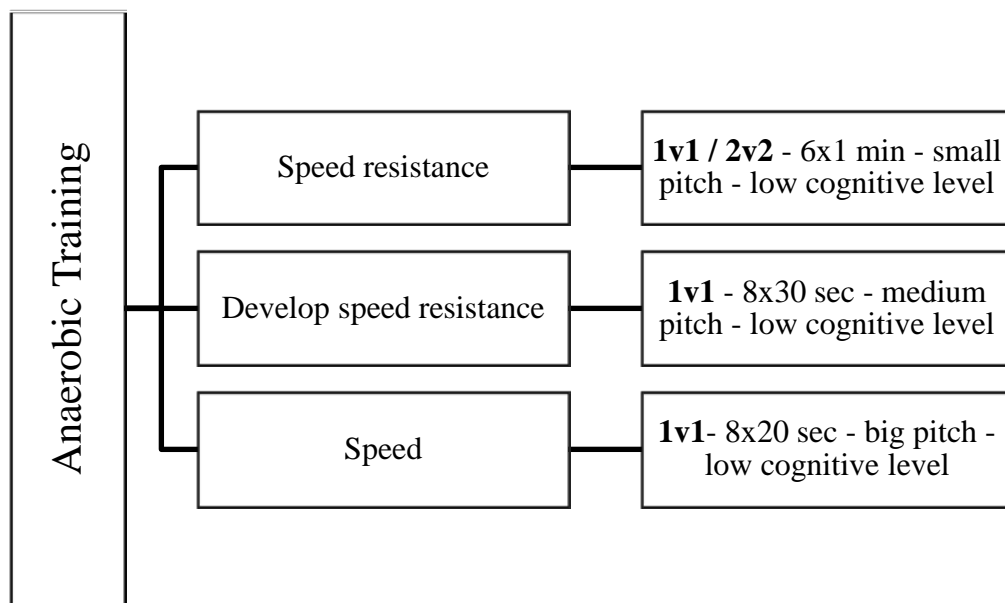 Anaerobic Training
Speed resistance
1v1 / 2v2 - 6x1 min - small
pitch - low cognitive level
Develop speed resistance
1v1 - 8x30 sec - medium
pitch - low cognitive level
Speed
1v1- 8x20 sec - big pitch -
low cognitive level